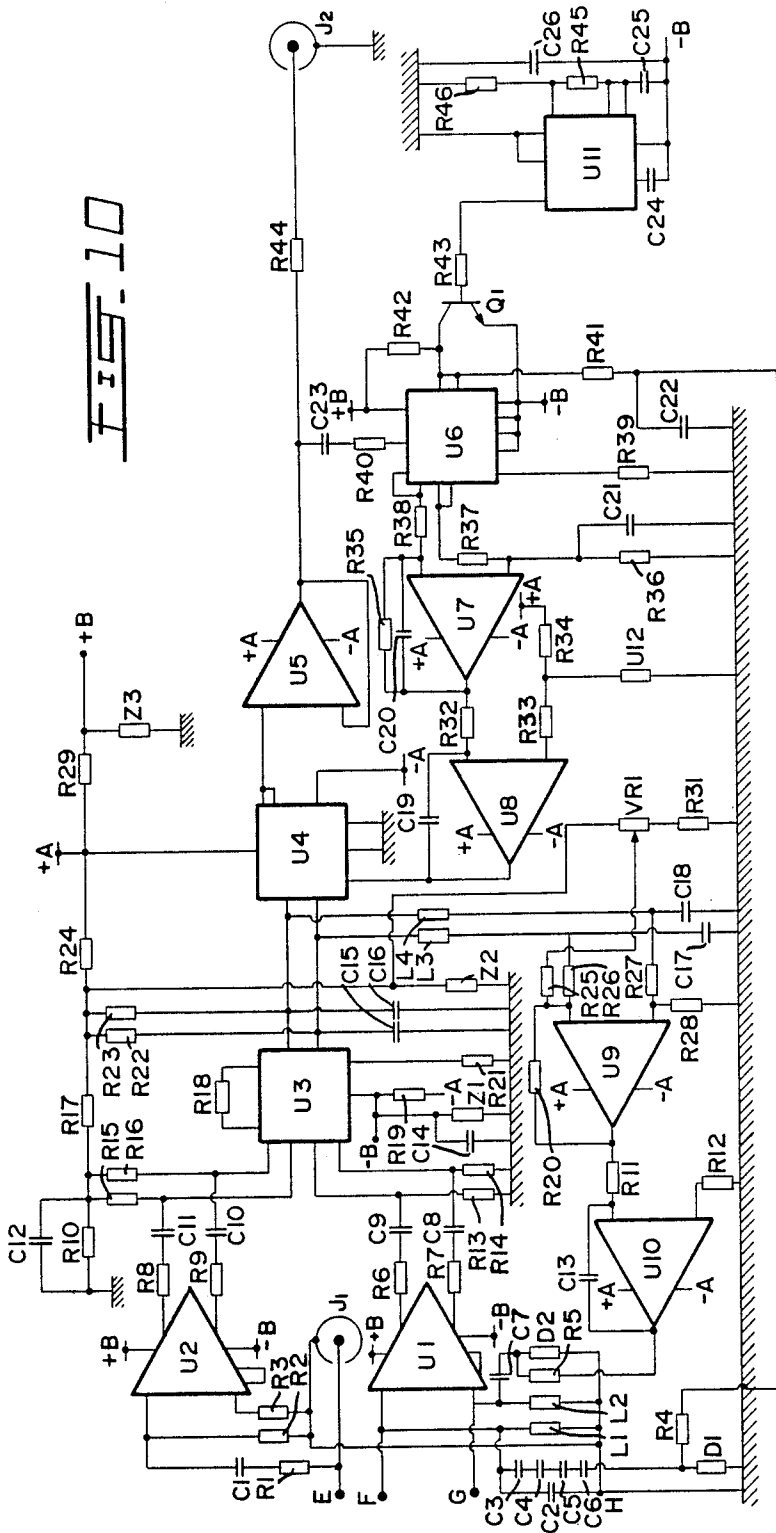 FIG.10
J2
R44
C26
R46
R45
C25
-B
U11
C24
R43
Q1
R42
+B
C23
R40
U6
-B
R41
C22
R39
R38
R37
C21
R36
R35
C20
U7
+A
-A
+A
R34
U12
R33
R32
U5
+A
-A
+B
Z3
R29
+A
U4
-A
C19
U8
+A
-A
VR1
R31
R24
R23
R22
C15
C16
L4
L3
Z2
C18
C17
R25
R26
R27
R28
U9
+A
-A
R20
R11
R12
R17
R18
U3
R15
R16
-B
R19
-A
Z1
C14
R21
C12
R10
C11
C10
R8
R9
C9
C8
R6
R7
R13
R14
C13
U10
+A
-A
+B
U2
-B
R3
R2
J1
C1
R1
E
F
G
H
+B
U1
-B
C7
D2
R5
L2
L1
R4
D1
C3
C4
C2
C5
C6